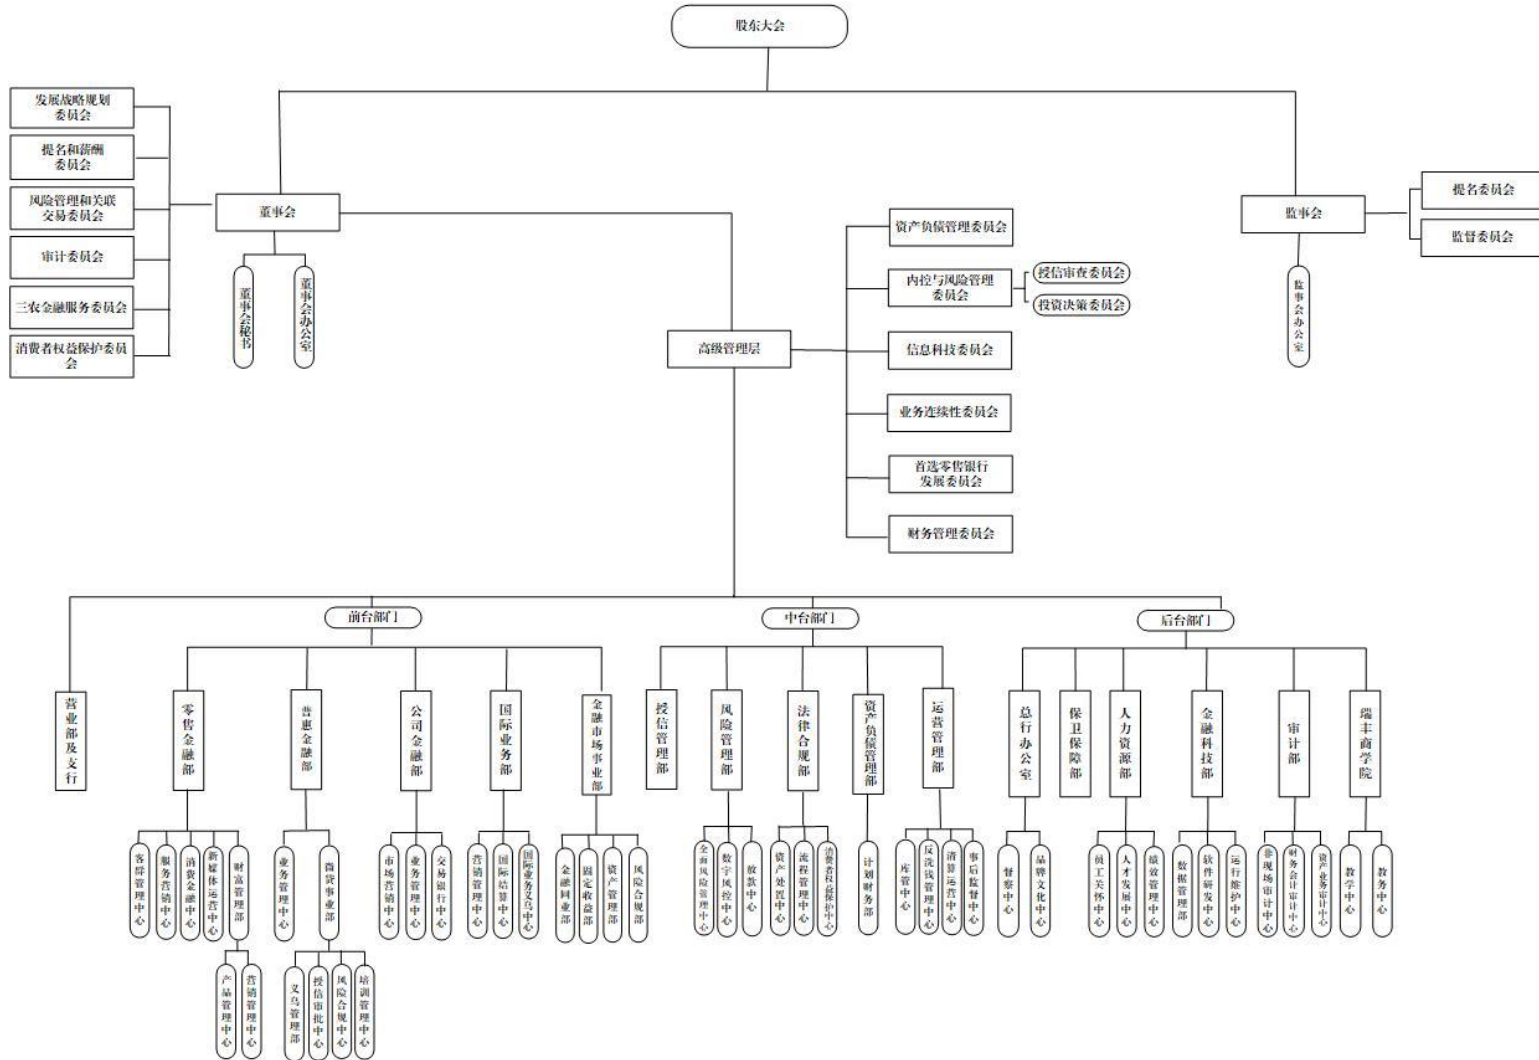 股东大会
发展战略规划
委员会
提名和薪酬
委员会
风险管理和关联
交易委员会
审计委员会
三农金融服务委员会
消费者权益保护委员
会
董事会
董事会秘书
董事会办公室
监事会
提名委员会
监督委员会
监事会办公室
高级管理层
资产负债管理委员会
内控与风险管理
委员会
授信审查委员会
投资决策委员会
信息科技委员会
业务连续性委员会
首选零售银行
发展委员会
财务管理委员会
前台部门
中台部门
后台部门
营业部及支行
零售金融部
普惠金融部
公司金融部
国际业务部
金融市场事业部
授信管理部
风险管理部
法律合规部
资产负债管理部
运营管理部
总行办公室
保卫保障部
人力资源部
金融科技部
审计部
瑞丰商学院
客群管理中心
服务营销中心
消费金融中心
新媒体运营中心
财富管理部
业务管理中心
微贷事业部
市场营销中心
业务管理中心
交易银行中心
营销管理中心
国际结算中心
国际业务义乌中心
金融同业部
固定收益部
资产管理部
风险合规部
全面风险管理中心
数字风控中心
放款中心
资产处置中心
流程管理中心
消费者权益保护中心
计划财务部
库管中心
反洗钱管理中心
清算运营中心
事后监督中心
督察中心
品牌文化中心
员工关怀中心
人才发展中心
绩效管理中心
数据管理部
软件研发中心
运行维护中心
非现场审计中心
财务会计审计中心
资产业务审计中心
教学中心
教务中心
产品管理中心
营销管理中心
义乌管理部
授信审批中心
风险合规中心
培训管理中心